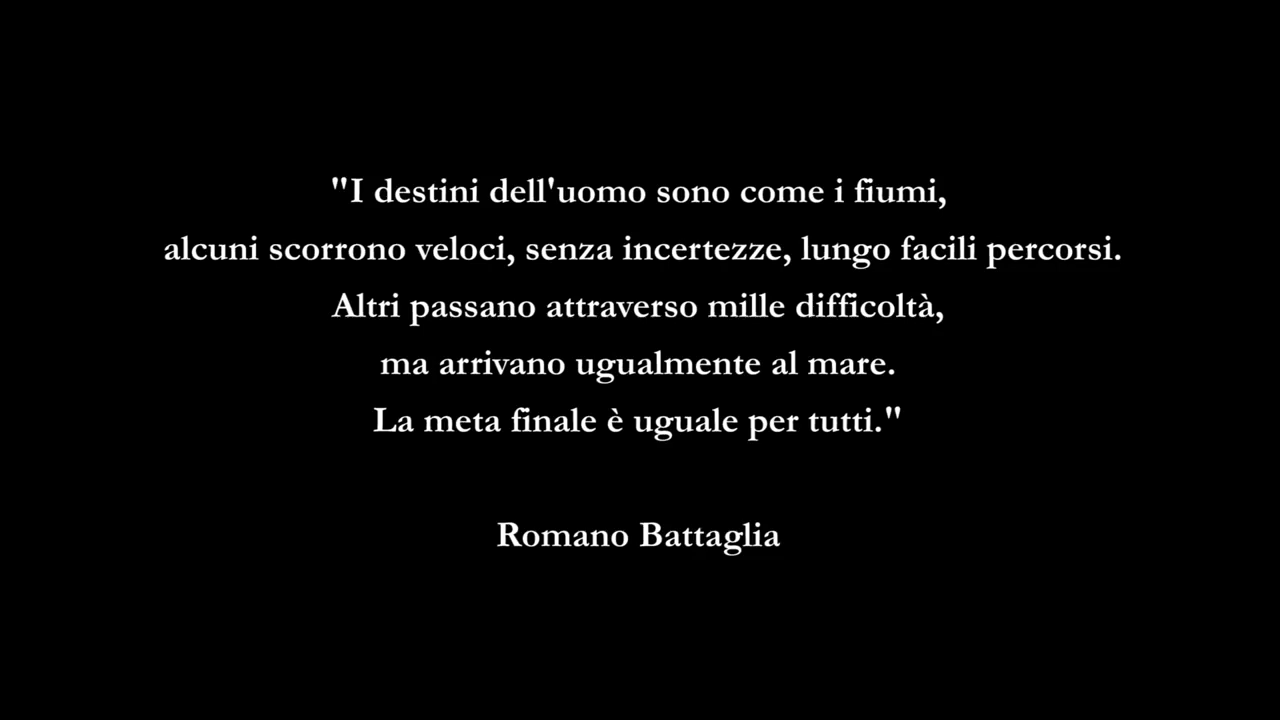 "I destini dell'uomo sono come i fiumi,
alcuni scorrono veloci, senza incertezze, lungo facili percorsi.
Altri passano attraverso mille difficoltà,
ma arrivano ugualmente al mare.
La meta finale è uguale per tutti."
Romano Battaglia